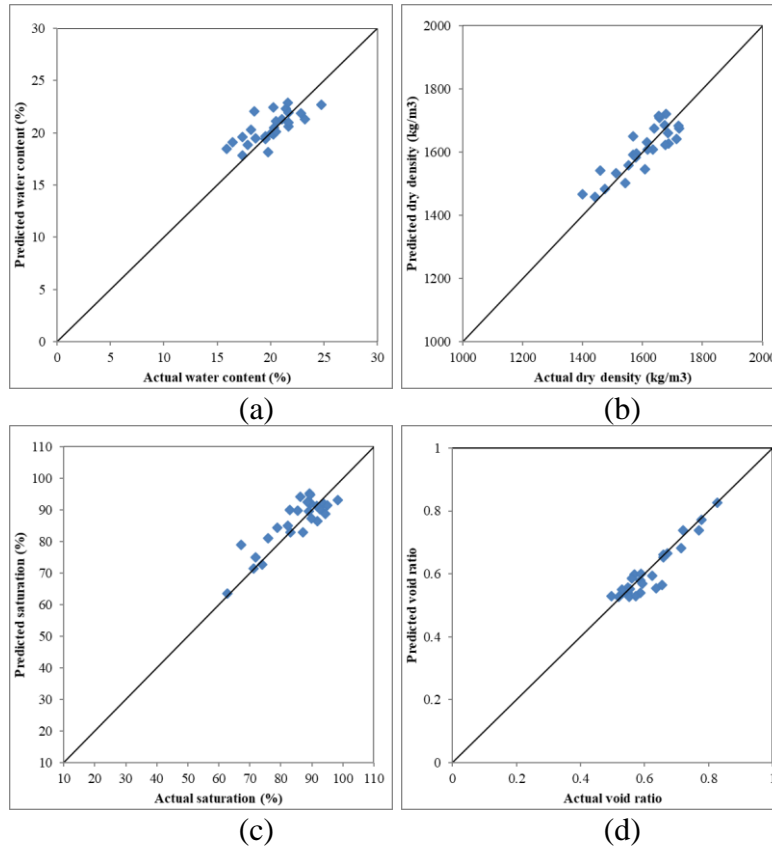 30
25
20
15
10
5
0
0 5 10 15 20 25 30
Predicted water content (%)
Actual water content (%)
(a)
2000
1800
1600
1400
1200
1000
1000 1200 1400 1600 1800 2000
Predicted dry density (kg/m3)
Actual dry density (kg/m3)
(b)
110
100
90
80
70
60
50
40
30
20
10
10 20 30 40 50 60 70 80 90 100 110
Predicted saturation (%)
Actual saturation (%)
(c)
1
0.8
0.6
0.4
0.2
0
0 0.2 0.4 0.6 0.8 1
Predicted void ratio
Actual void ratio
(d)